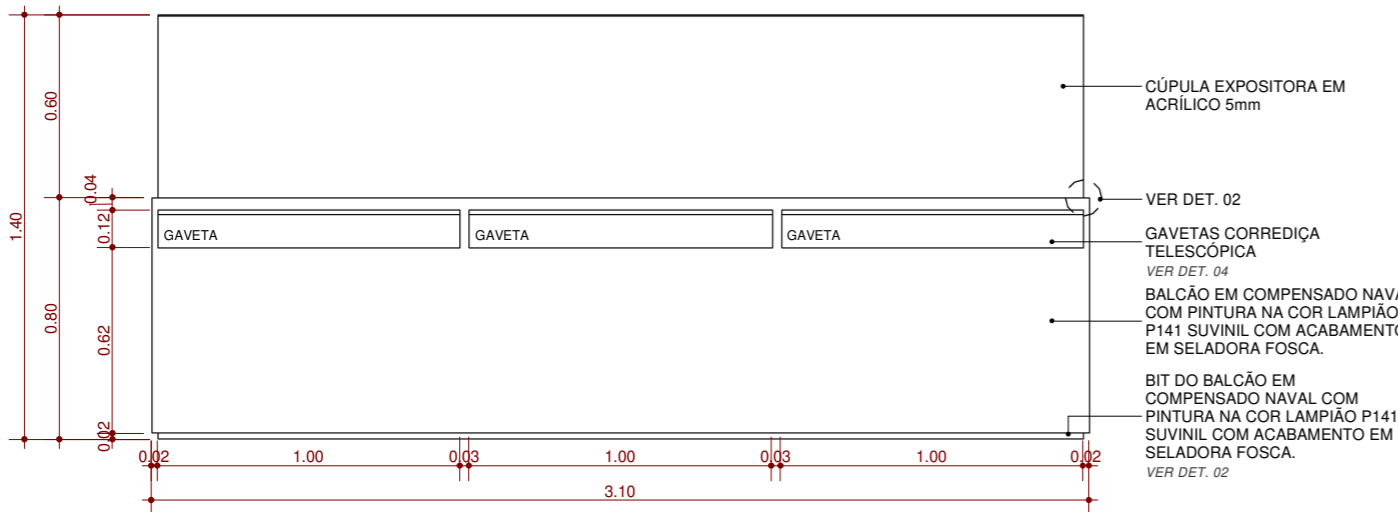 CÚPULA EXPOSITORA EM
ACRÍLICO 5mm
0.60
0.04
VER DET. 02
1.40
0.12
GAVETA
GAVETA
GAVETA
GAVETAS CORREDIÇA
TELESCÓPICA
VER DET. 04
0.80
0.62
BALCÃO EM COMPENSADO NAVA
COM PINTURA NA COR LAMPIÃO
P141 SUVINIL COM ACABAMENTO
EM SELADORA FOSCA.
BIT DO BALCÃO EM
COMPENSADO NAVAL COM
PINTURA NA COR LAMPIÃO P141
SUVINIL COM ACABAMENTO EM
SELADORA FOSCA.
VER DET. 02
0.02
0.02
1.00
0.03
1.00
0.03
1.00
0.02
3.10